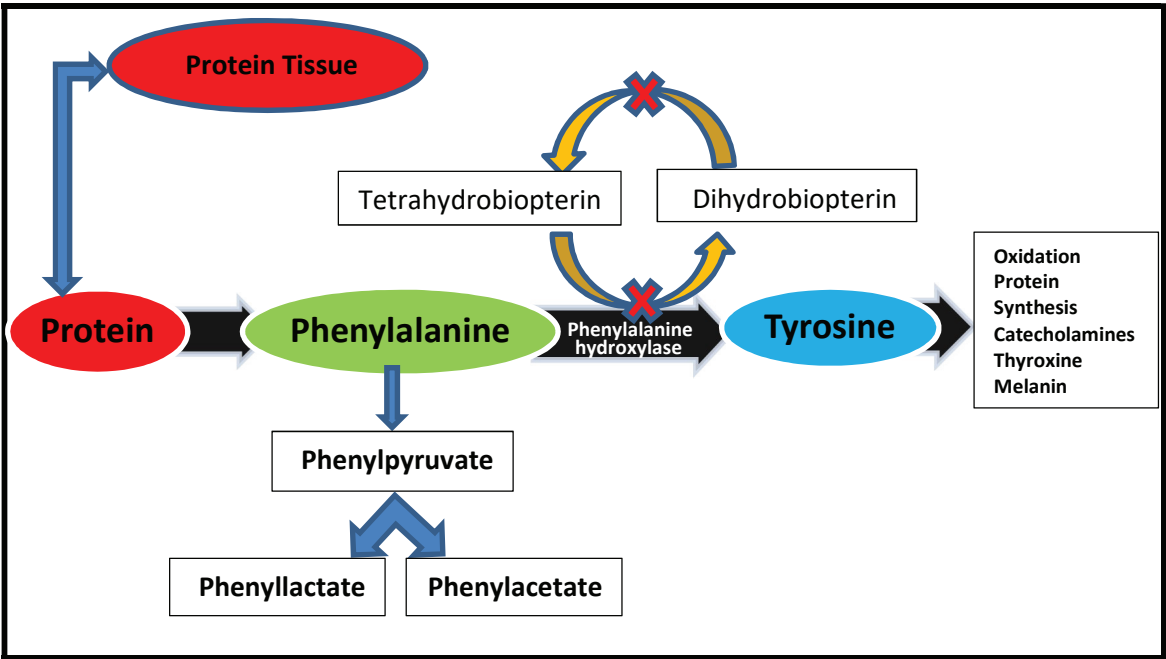 Protein Tissue
Tetrahydrobiopterin
Dihydrobiopterin
Protein
Phenylalanine
Phenylalanine
hydroxylase
Tyrosine
Oxidation
Protein
Synthesis
Catecholamines
Thyroxine
Melanin
Phenylpyruvate
Phenyllactate
Phenylacetate